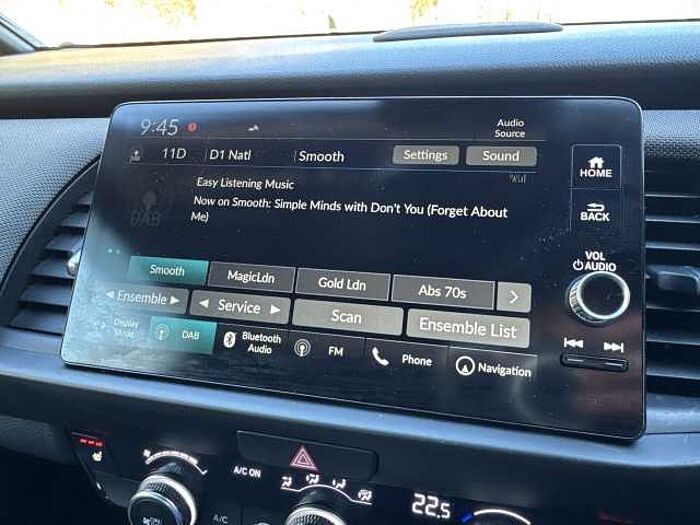 9:45
Audio
Source
11D D1 Natl Smooth Settings Sound
HOME
Easy Listening Music
Now on Smooth: Simple Minds with Don't You (Forget About
Me)
DAB
BACK
VOL
AUDIO
Smooth MagicLdn Gold Ldn Abs 70s >
◄ Ensemble ► ◄ Service ► Scan Ensemble List
Display
Mode
DAB
Bluetooth
Audio
FM
Phone
Navigation
A/C ON
A/C
22.5